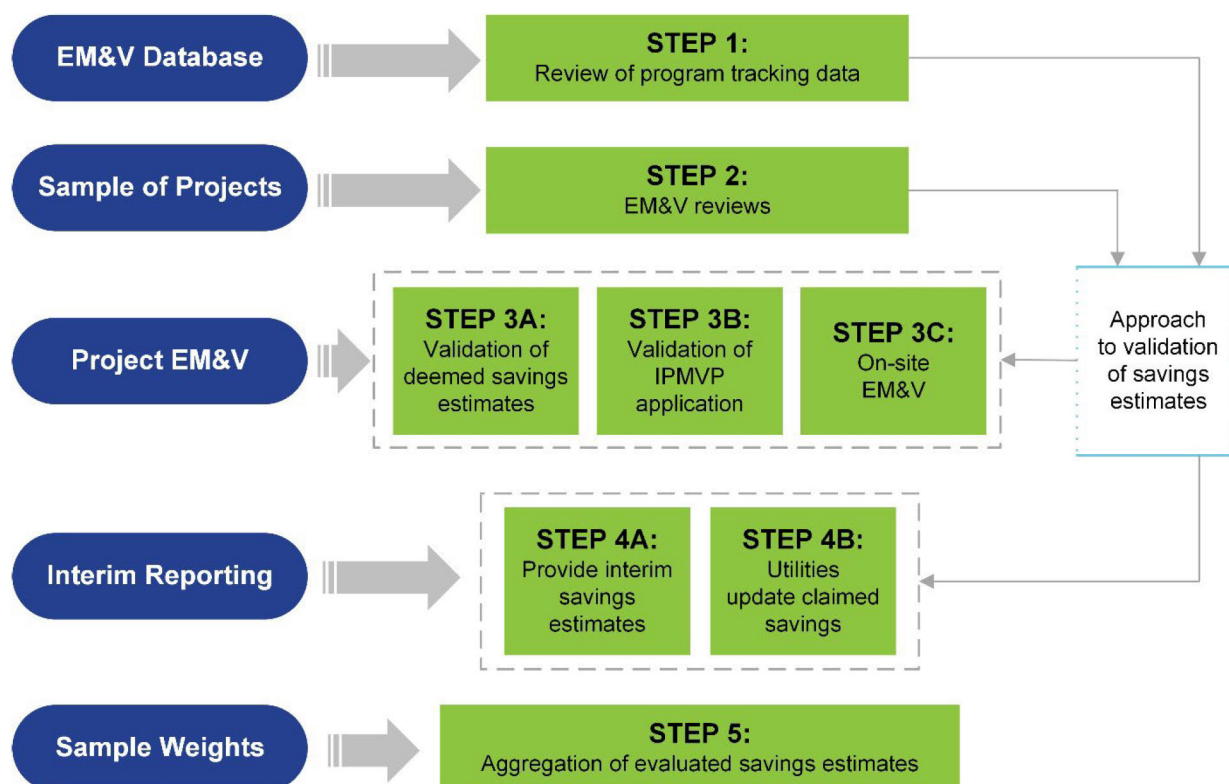 EM&V Database
STEP 1:
Review of program tracking data
Sample of Projects
STEP 2:
EM&V reviews
Project EM&V
STEP 3A:
Validation of
deemed savings
estimates
STEP 3B:
Validation of
IPMVP
application
STEP 3C:
On-site
EM&V
Approach
to validation
of savings
estimates
Interim Reporting
STEP 4A:
Provide interim
savings
estimates
STEP 4B:
Utilities
update claimed
savings
Sample Weights
STEP 5:
Aggregation of evaluated savings estimates